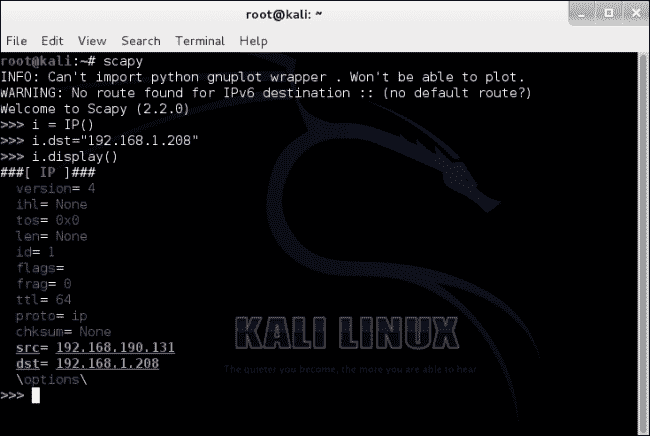 root@kali: ~
File Edit View Search Terminal Help
root@kali:~# scapy
INFO: Can't import python gnuplot wrapper . Won't be able to plot.
WARNING: No route found for IPv6 destination :: (no default route?)
Welcome to Scapy (2.2.0)
>>> i = IP()
>>> i.dst="192.168.1.208"
>>> i.display()
###[ IP ]###
  version= 4
  ihl= None
  tos= 0x0
  len= None
  id= 1
  flags=
  frag= 0
  ttl= 64
  proto= ip
  chksum= None
  src= 192.168.190.131
  dst= 192.168.1.208
  \options\
>>>
KALI LINUX
The quieter you become, the more you are able to hear.